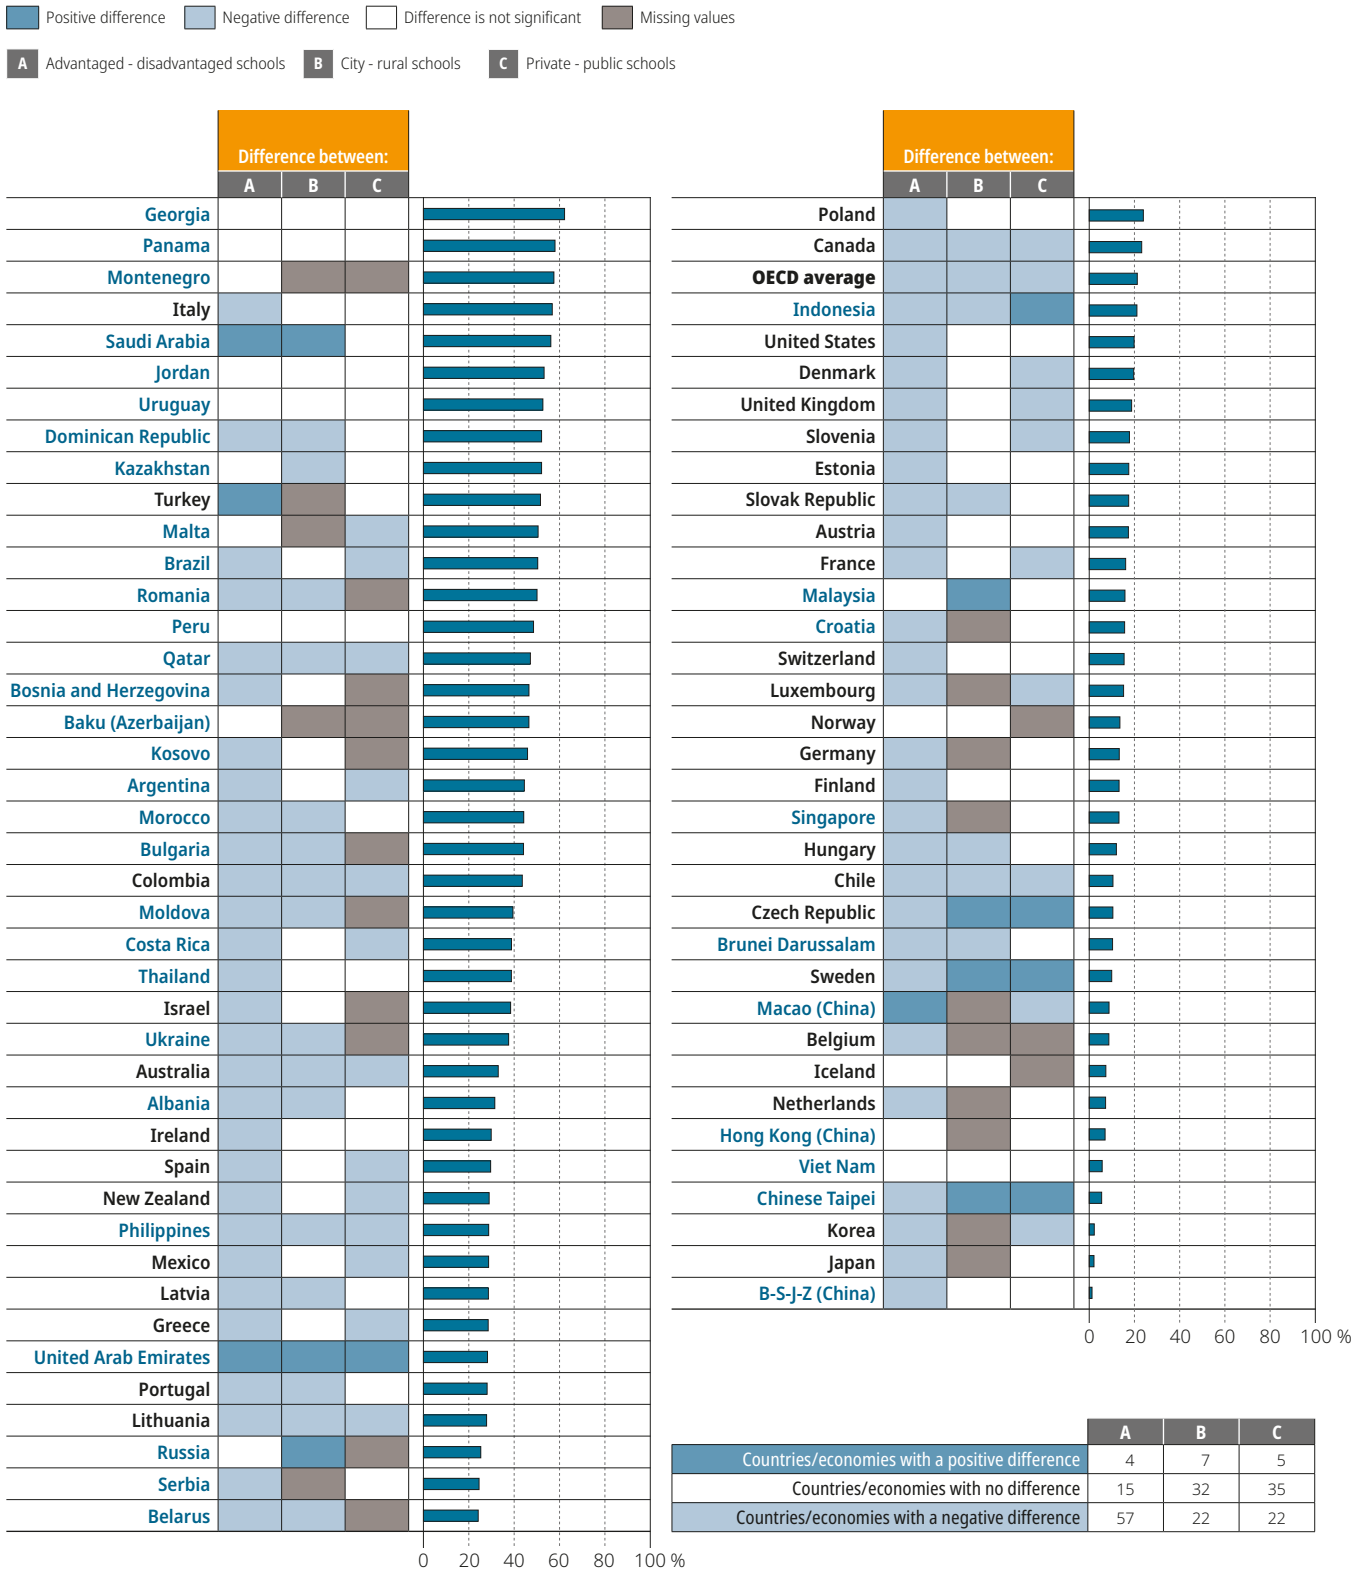 Positive difference Negative difference Difference is not significant Missing values
A Advantaged - disadvantaged schools B City - rural schools C Private - public schools
Difference between:
A B C
Georgia
Panama
Montenegro
Italy
Saudi Arabia
Jordan
Uruguay
Dominican Republic
Kazakhstan
Turkey
Malta
Brazil
Romania
Peru
Qatar
Bosnia and Herzegovina
Baku (Azerbaijan)
Kosovo
Argentina
Morocco
Bulgaria
Colombia
Moldova
Costa Rica
Thailand
Israel
Ukraine
Australia
Albania
Ireland
Spain
New Zealand
Philippines
Mexico
Latvia
Greece
United Arab Emirates
Portugal
Lithuania
Russia
Serbia
Belarus
0 20 40 60 80 100 %
Difference between:
A B C
Poland
Canada
OECD average
Indonesia
United States
Denmark
United Kingdom
Slovenia
Estonia
Slovak Republic
Austria
France
Malaysia
Croatia
Switzerland
Luxembourg
Norway
Germany
Finland
Singapore
Hungary
Chile
Czech Republic
Brunei Darussalam
Sweden
Macao (China)
Belgium
Iceland
Netherlands
Hong Kong (China)
Viet Nam
Chinese Taipei
Korea
Japan
B-S-J-Z (China)
0 20 40 60 80 100 %
A B C
Countries/economies with a positive difference 4 7 5
Countries/economies with no difference 15 32 35
Countries/economies with a negative difference 57 22 22